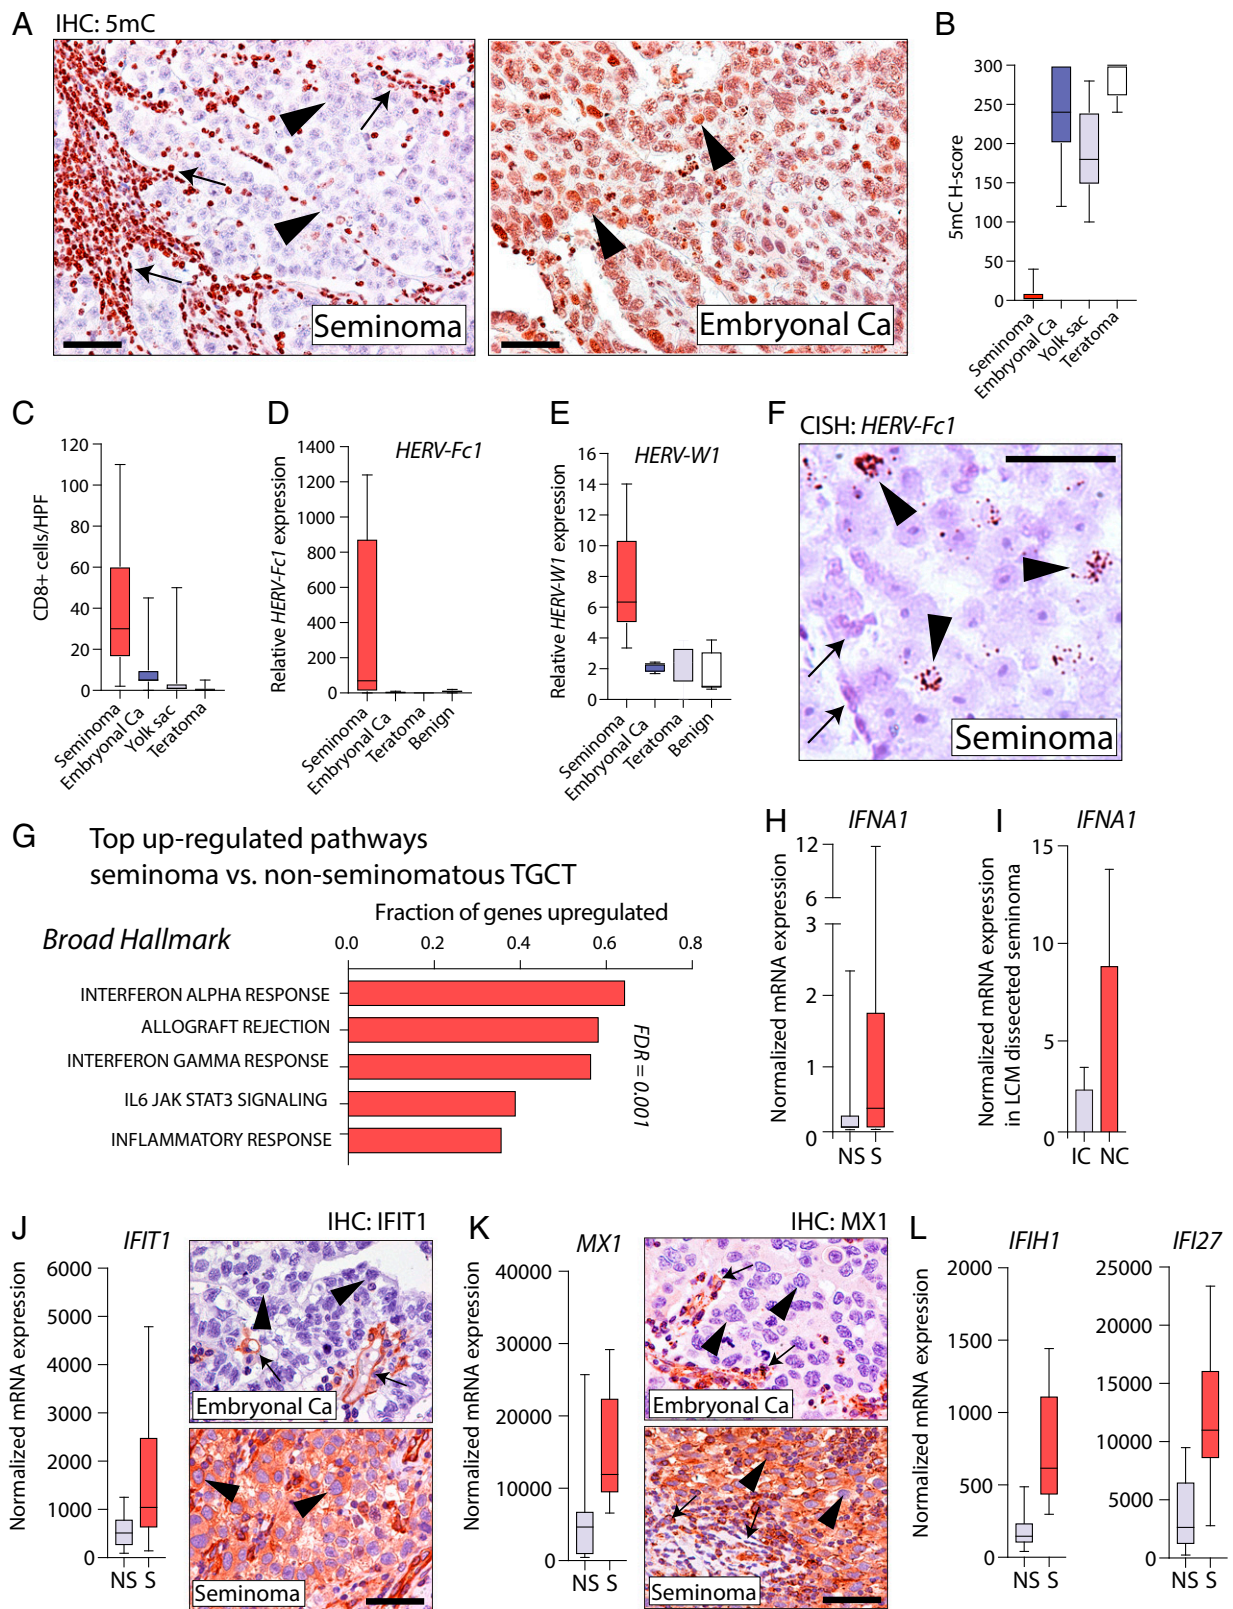 A
IHC: 5mC
Seminoma
Embryonal Ca
B
5mC H-score
300
250
200
150
100
50
0
Seminoma
Embryonal Ca
Yolk sac
Teratoma
C
CD8+ cells/HPF
120
100
80
60
40
20
0
Seminoma
Embryonal Ca
Yolk sac
Teratoma
D
HERV-Fc1
Relative HERV-Fc1 expression
1400
1200
1000
800
600
400
200
0
Seminoma
Embryonal Ca
Teratoma
Benign
E
HERV-W1
Relative HERV-W1 expression
16
14
12
10
8
6
4
2
0
Seminoma
Embryonal Ca
Teratoma
Benign
F
CISH: HERV-Fc1
Seminoma
G
Top up-regulated pathways
seminoma vs. non-seminomatous TGCT
Fraction of genes upregulated
Broad Hallmark
0.0 0.2 0.4 0.6 0.8
INTERFERON ALPHA RESPONSE
ALLOGRAFT REJECTION
INTERFERON GAMMA RESPONSE
IL6 JAK STAT3 SIGNALING
INFLAMMATORY RESPONSE
FDR = 0.001
H
IFNA1
Normalized mRNA expression
12
6
3
2
1
0
NS S
I
IFNA1
Normalized mRNA expression
in LCM disseceted seminoma
15
10
5
0
IC NC
J
IFIT1
Normalized mRNA expression
6000
5000
4000
3000
2000
1000
0
NS S
IHC: IFIT1
Embryonal Ca
Seminoma
K
MX1
Normalized mRNA expression
40000
30000
20000
10000
0
NS S
IHC: MX1
Embryonal Ca
Seminoma
L
IFIH1
Normalized mRNA expression
2000
1500
1000
500
0
NS S
IFI27
25000
20000
15000
10000
5000
0
NS S